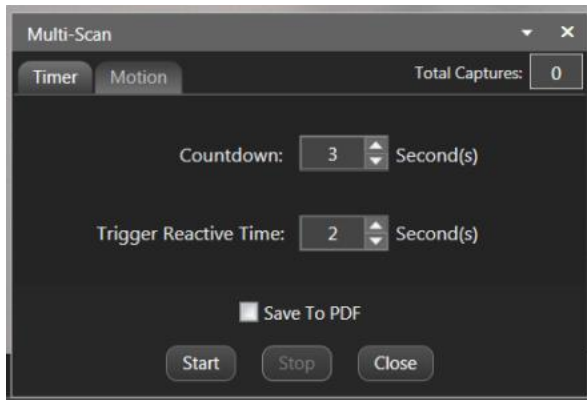 Multi-Scan
Timer Motion Total Captures: 0
Countdown: 3 Second(s)
Trigger Reactive Time: 2 Second(s)
Save To PDF
Start Stop Close